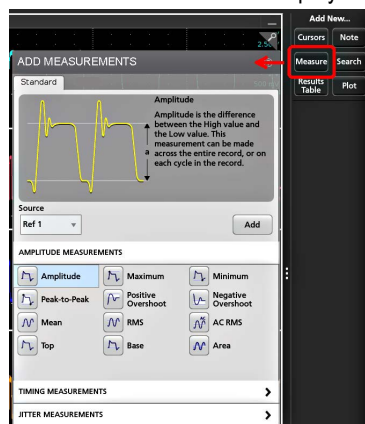 Add New...
Cursors Note
Measure Search
Results Table Plot
ADD MEASUREMENTS
Standard
Amplitude
Amplitude is the difference
between the High value and
the Low value. This
measurement can be made
across the entire record, or on
each cycle in the record.
a
Source
Ref 1
Add
AMPLITUDE MEASUREMENTS
Amplitude Maximum Minimum
Peak-to-Peak Positive Overshoot Negative Overshoot
Mean RMS AC RMS
Top Base Area
TIMING MEASUREMENTS
JITTER MEASUREMENTS